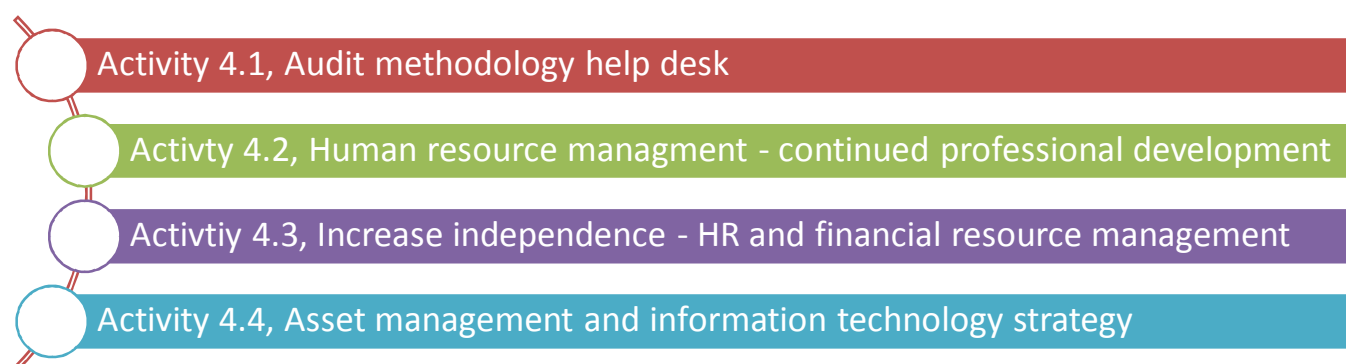 Activity 4.1, Audit methodology help desk
Activty 4.2, Human resource managment - continued professional development
Activtiy 4.3, Increase independence - HR and financial resource management
Activity 4.4, Asset management and information technology strategy